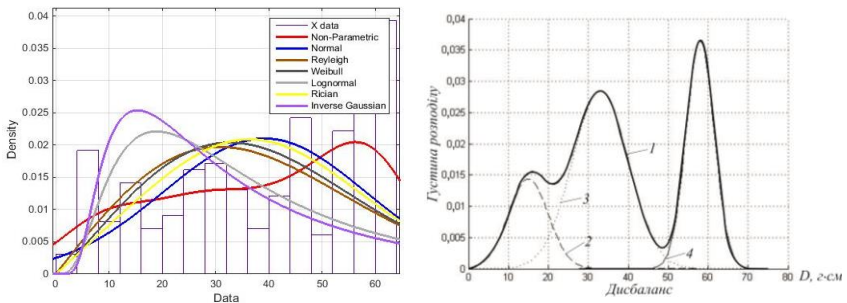 0.04
0.035
0.03
0.025
0.02
0.015
0.01
0.005
0
Density
0 10 20 30 40 50 60
Data
X data
Non-Parametric
Normal
Reyleigh
Weibull
Lognormal
Rician
Inverse Gaussian
0,04
0,035
0,03
0,025
0,02
0,015
0,01
0,005
0
Густина розподілу
1
3
2
4
0 10 20 30 40 50 60 70 80 D, г·см
Дисбаланс